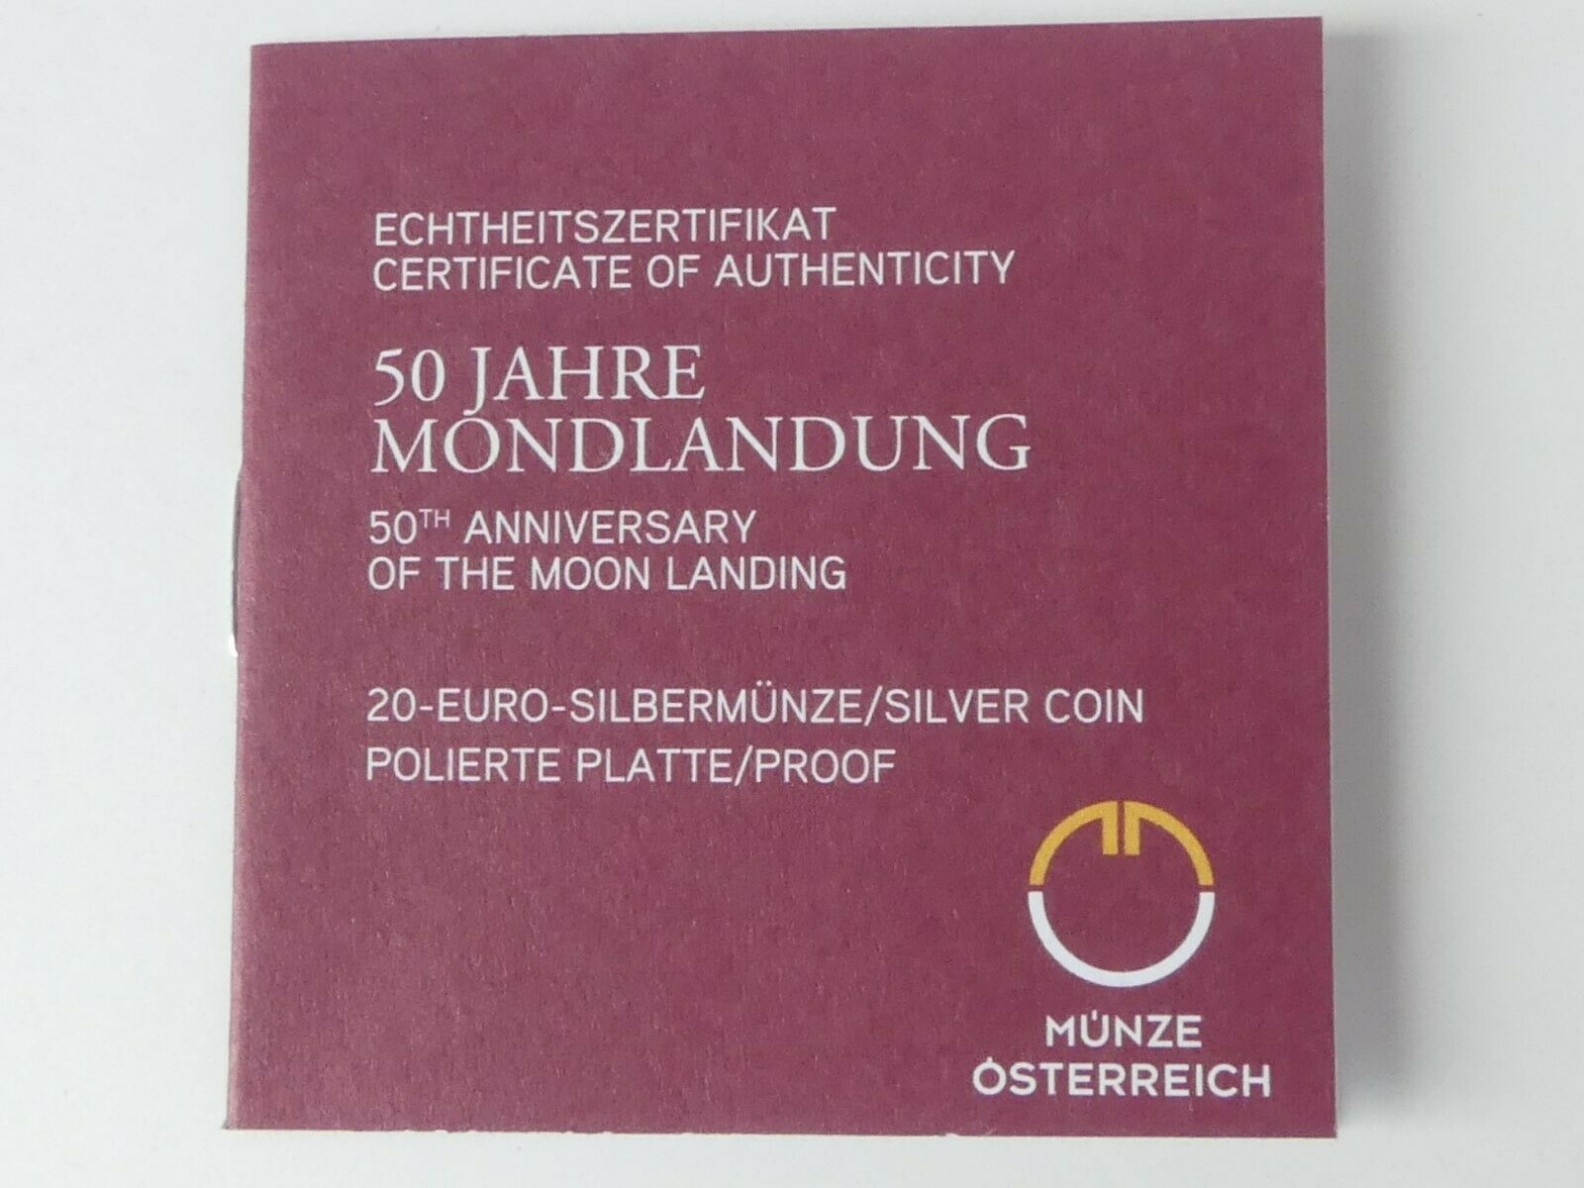 ECHTHEITSZERTIFIKAT
CERTIFICATE OF AUTHENTICITY
50 JAHRE
MONDLANDUNG
50TH ANNIVERSARY
OF THE MOON LANDING
20-EURO-SILBERMÜNZE/SILVER COIN
POLIERTE PLATTE/PROOF
MÜNZE
ÖSTERREICH